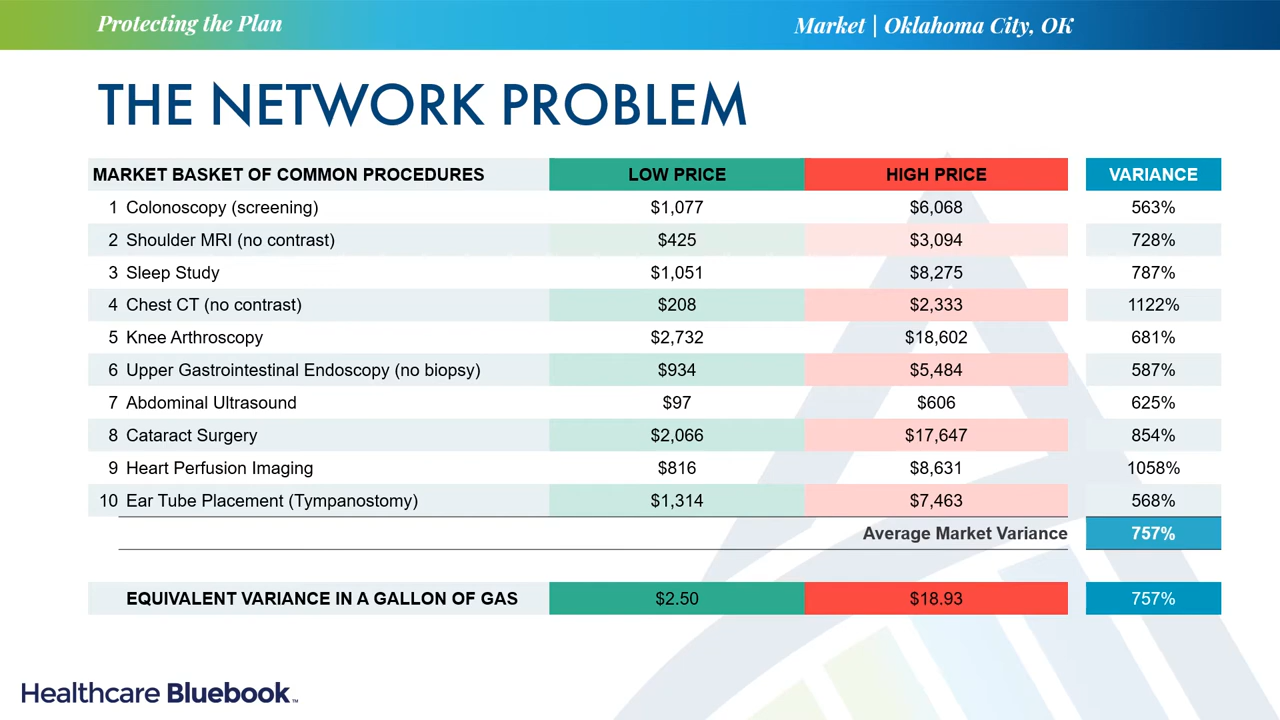 Protecting the Plan
Market | Oklahoma City, OK
THE NETWORK PROBLEM
MARKET BASKET OF COMMON PROCEDURES LOW PRICE HIGH PRICE VARIANCE
1 Colonoscopy (screening) $1,077 $6,068 563%
2 Shoulder MRI (no contrast) $425 $3,094 728%
3 Sleep Study $1,051 $8,275 787%
4 Chest CT (no contrast) $208 $2,333 1122%
5 Knee Arthroscopy $2,732 $18,602 681%
6 Upper Gastrointestinal Endoscopy (no biopsy) $934 $5,484 587%
7 Abdominal Ultrasound $97 $606 625%
8 Cataract Surgery $2,066 $17,647 854%
9 Heart Perfusion Imaging $816 $8,631 1058%
10 Ear Tube Placement (Tympanostomy) $1,314 $7,463 568%
Average Market Variance 757%
EQUIVALENT VARIANCE IN A GALLON OF GAS $2.50 $18.93 757%
Healthcare Bluebook™